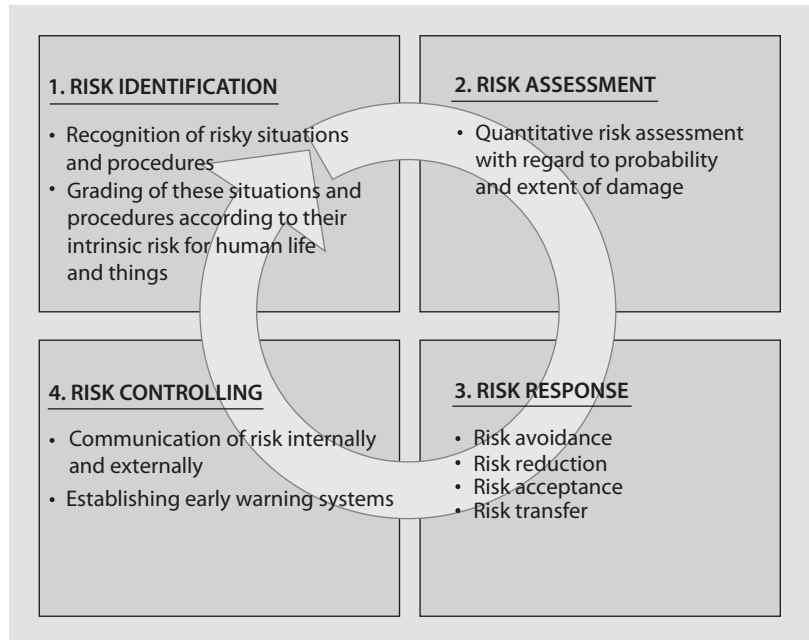 1. RISK IDENTIFICATION
• Recognition of risky situations
and procedures
• Grading of these situations and
procedures according to their
intrinsic risk for human life
and things
2. RISK ASSESSMENT
• Quantitative risk assessment
with regard to probability
and extent of damage
4. RISK CONTROLLING
• Communication of risk internally
and externally
• Establishing early warning systems
3. RISK RESPONSE
• Risk avoidance
• Risk reduction
• Risk acceptance
• Risk transfer